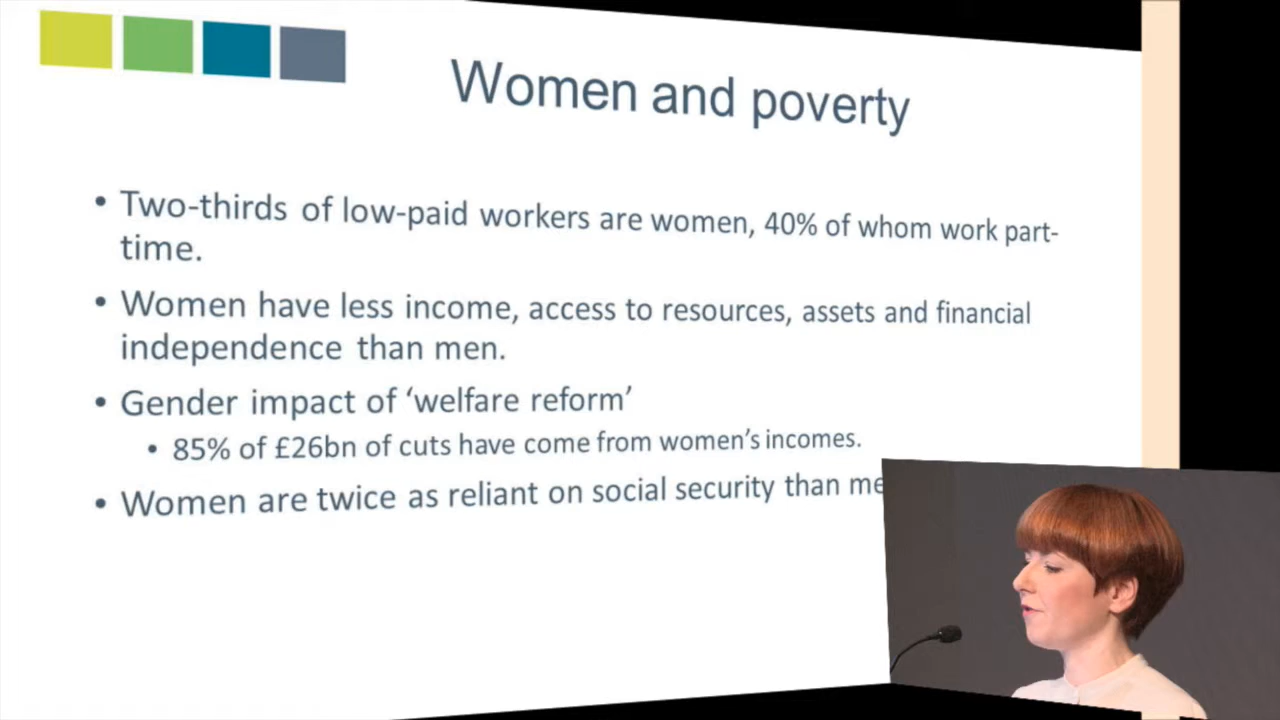 Women and poverty
• Two-thirds of low-paid workers are women, 40% of whom work part-
time.
• Women have less income, access to resources, assets and financial
independence than men.
• Gender impact of ‘welfare reform’
• 85% of £26bn of cuts have come from women’s incomes.
• Women are twice as reliant on social security than